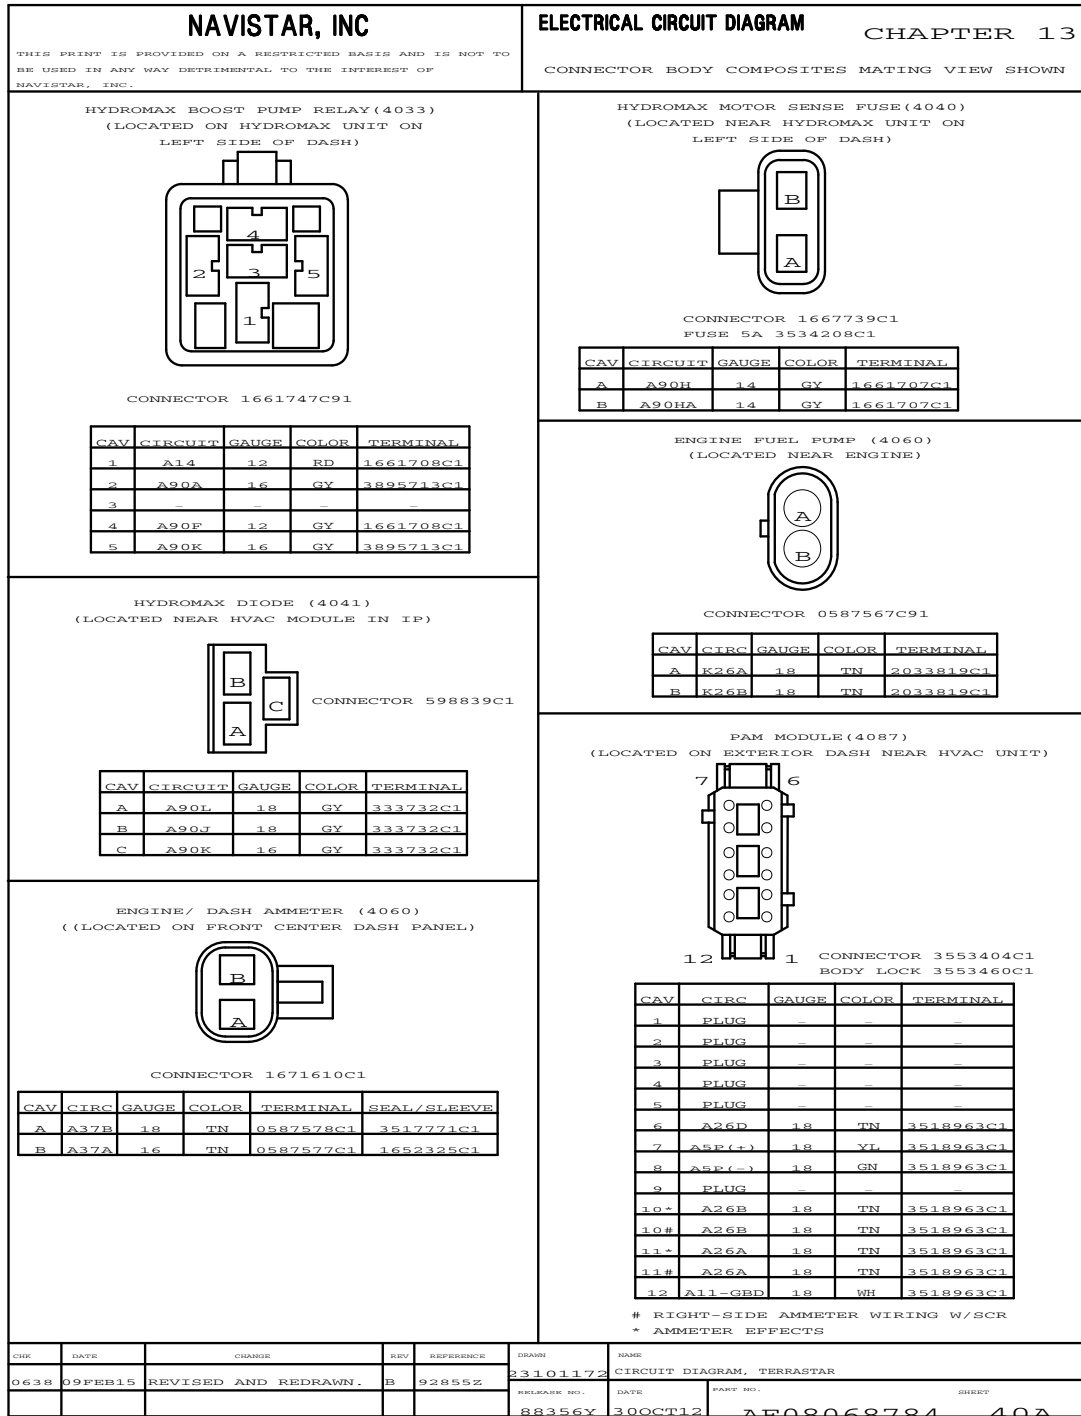 NAVISTAR, INC
THIS PRINT IS PROVIDED ON A RESTRICTED BASIS AND IS NOT TO
BE USED IN ANY WAY DETRIMENTAL TO THE INTEREST OF
NAVISTAR, INC.
ELECTRICAL CIRCUIT DIAGRAM
CHAPTER 13
CONNECTOR BODY COMPOSITES MATING VIEW SHOWN
HYDROMAX BOOST PUMP RELAY(4033)
(LOCATED ON HYDROMAX UNIT ON
LEFT SIDE OF DASH)
4
2 3 5
1
CONNECTOR 1661747C91
CAV CIRCUIT GAUGE COLOR TERMINAL
1 A14 12 RD 1661708C1
2 A90A 16 GY 3895713C1
3 – – – –
4 A90F 12 GY 1661708C1
5 A90K 16 GY 3895713C1
HYDROMAX DIODE (4041)
(LOCATED NEAR HVAC MODULE IN IP)
B
C
A
CONNECTOR 598839C1
CAV CIRCUIT GAUGE COLOR TERMINAL
A A90L 18 GY 333732C1
B A90J 18 GY 333732C1
C A90K 16 GY 333732C1
ENGINE/ DASH AMMETER (4060)
((LOCATED ON FRONT CENTER DASH PANEL)
B
A
CONNECTOR 1671610C1
CAV CIRC GAUGE COLOR TERMINAL SEAL/SLEEVE
A A37B 18 TN 0587578C1 3517771C1
B A37A 16 TN 0587577C1 1652325C1
HYDROMAX MOTOR SENSE FUSE(4040)
(LOCATED NEAR HYDROMAX UNIT ON
LEFT SIDE OF DASH)
B
A
CONNECTOR 1667739C1
FUSE 5A 3534208C1
CAV CIRCUIT GAUGE COLOR TERMINAL
A A90H 14 GY 1661707C1
B A90HA 14 GY 1661707C1
ENGINE FUEL PUMP (4060)
(LOCATED NEAR ENGINE)
A
B
CONNECTOR 0587567C91
CAV CIRC GAUGE COLOR TERMINAL
A K26A 18 TN 2033819C1
B K26B 18 TN 2033819C1
PAM MODULE(4087)
(LOCATED ON EXTERIOR DASH NEAR HVAC UNIT)
7 6
12 1
CONNECTOR 3553404C1
BODY LOCK 3553460C1
CAV CIRC GAUGE COLOR TERMINAL
1 PLUG – – –
2 PLUG – – –
3 PLUG – – –
4 PLUG – – –
5 PLUG – – –
6 A26D 18 TN 3518963C1
7 A5P(+) 18 YL 3518963C1
8 A5P(–) 18 GN 3518963C1
9 PLUG – – –
10* A26B 18 TN 3518963C1
10# A26B 18 TN 3518963C1
11* A26A 18 TN 3518963C1
11# A26A 18 TN 3518963C1
12 A11–GBD 18 WH 3518963C1
# RIGHT–SIDE AMMETER WIRING W/SCR
* AMMETER EFFECTS
CHK DATE CHANGE REV REFERENCE
0638 09FEB15 REVISED AND REDRAWN. B 92855Z
DRAWN NAME
23101172 CIRCUIT DIAGRAM, TERRASTAR
RELEASE NO. DATE PART NO. SHEET
88356Y 30OCT12 AF08068784 40A